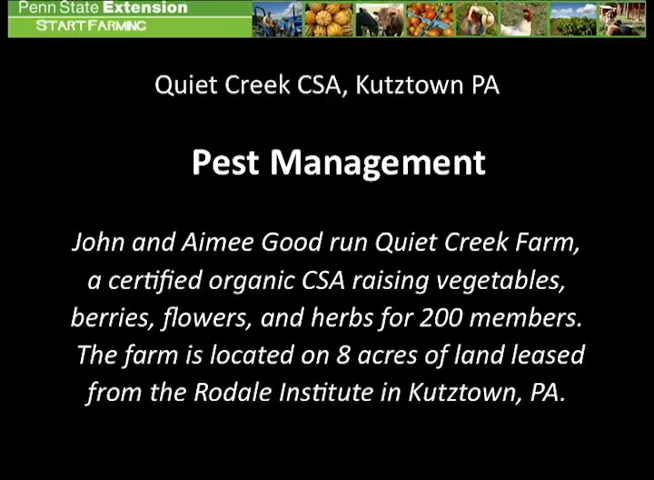 Penn State Extension
START FARMING
Quiet Creek CSA, Kutztown PA
Pest Management
John and Aimee Good run Quiet Creek Farm,
a certified organic CSA raising vegetables,
berries, flowers, and herbs for 200 members.
The farm is located on 8 acres of land leased
from the Rodale Institute in Kutztown, PA.